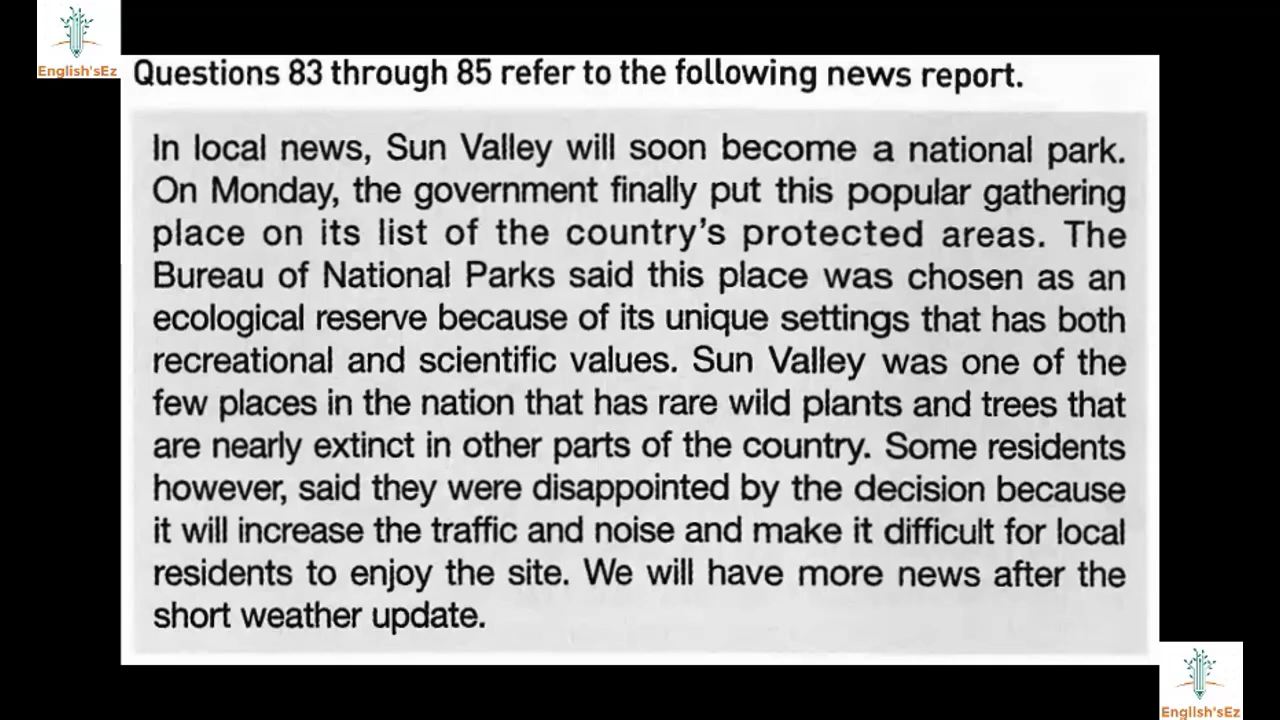 English'sEz
Questions 83 through 85 refer to the following news report.
In local news, Sun Valley will soon become a national park.
On Monday, the government finally put this popular gathering
place on its list of the country's protected areas. The
Bureau of National Parks said this place was chosen as an
ecological reserve because of its unique settings that has both
recreational and scientific values. Sun Valley was one of the
few places in the nation that has rare wild plants and trees that
are nearly extinct in other parts of the country. Some residents
however, said they were disappointed by the decision because
it will increase the traffic and noise and make it difficult for local
residents to enjoy the site. We will have more news after the
short weather update.
English'sEz